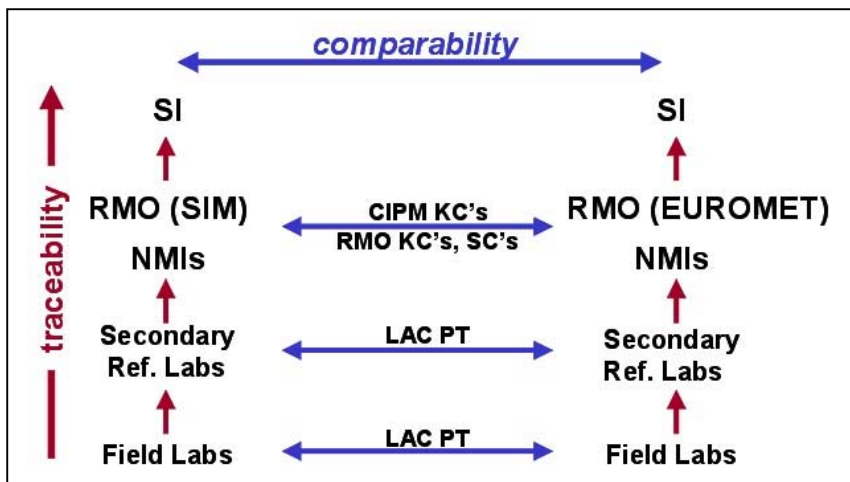 comparability
traceability
SI
SI
RMO (SIM)
CIPM KC's
RMO (EUROMET)
NMIs
RMO KC's, SC's
NMIs
Secondary
Ref. Labs
LAC PT
Secondary
Ref. Labs
Field Labs
LAC PT
Field Labs